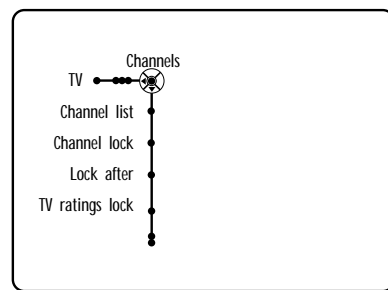 Channels
TV
Channel list
Channel lock
Lock after
TV ratings lock